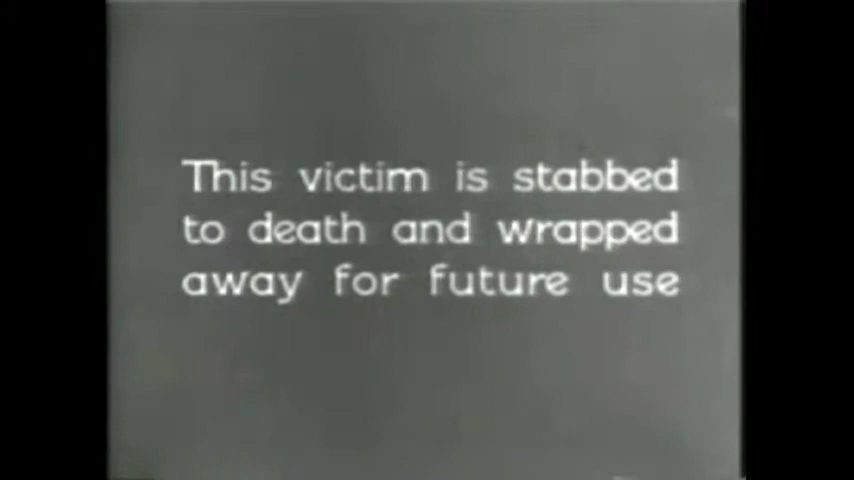 This victim is stabbed
to death and wrapped
away for future use